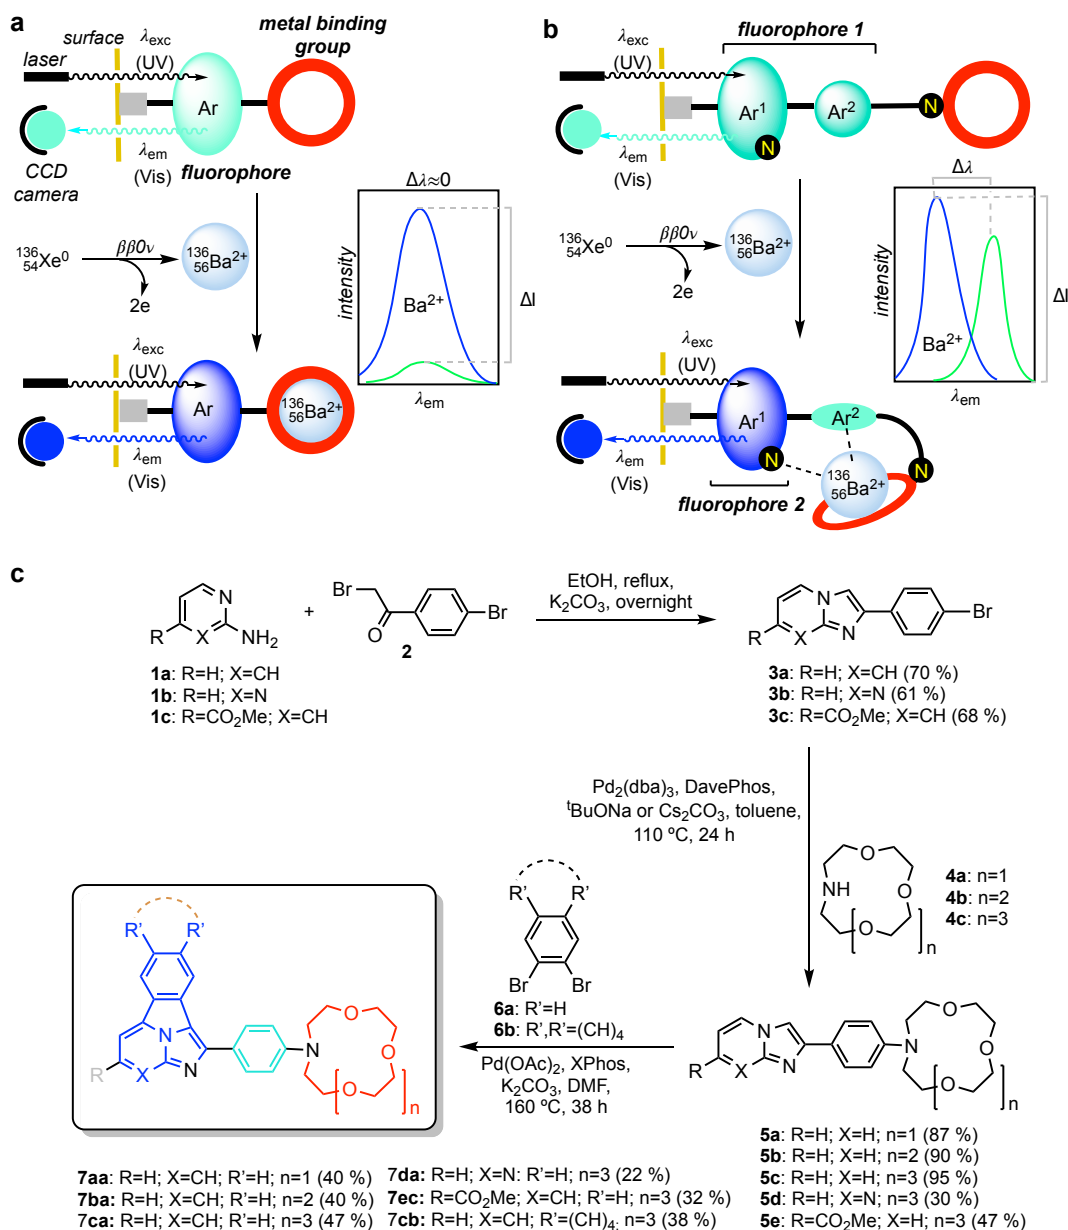 a
surface
λexc
(UV)
metal binding
group
laser
Ar
λem
(Vis)
fluorophore
CCD
camera
136 54Xe0
ββ0ν
2e
136 56Ba2+
Δλ≈0
intensity
Ba2+
ΔI
λem
λexc
(UV)
Ar
136 56Ba2+
λem
(Vis)
b
fluorophore 1
λexc
(UV)
Ar1
Ar2
N
N
λem
(Vis)
136 54Xe0
ββ0ν
2e
136 56Ba2+
Δλ
intensity
Ba2+
ΔI
λem
λexc
(UV)
Ar1
Ar2
N
N
136 56Ba2+
λem
(Vis)
fluorophore 2
c
N
R
X
NH2
+
Br
O
Br
2
EtOH, reflux,
K2CO3, overnight
N
R
X
N
Br
1a: R=H; X=CH
1b: R=H; X=N
1c: R=CO2Me; X=CH
3a: R=H; X=CH (70 %)
3b: R=H; X=N (61 %)
3c: R=CO2Me; X=CH (68 %)
Pd2(dba)3, DavePhos,
tBuONa or Cs2CO3, toluene,
110 ºC, 24 h
O
NH
O
O
n
4a: n=1
4b: n=2
4c: n=3
R'
R'
Br
Br
6a: R'=H
6b: R',R'=(CH)4
Pd(OAc)2, XPhos,
K2CO3, DMF,
160 ºC, 38 h
R'
R'
N
R
X
N
N
O
O
O
n
N
R
X
N
N
O
O
O
n
5a: R=H; X=H; n=1 (87 %)
5b: R=H; X=H; n=2 (90 %)
5c: R=H; X=H; n=3 (95 %)
5d: R=H; X=N; n=3 (30 %)
5e: R=CO2Me; X=H; n=3 (47 %)
7aa: R=H; X=CH; R'=H; n=1 (40 %)
7ba: R=H; X=CH; R'=H; n=2 (40 %)
7ca: R=H; X=CH; R'=H; n=3 (47 %)
7da: R=H; X=N: R'=H; n=3 (22 %)
7ec: R=CO2Me; X=CH; R'=H; n=3 (32 %)
7cb: R=H; X=CH; R'=(CH)4; n=3 (38 %)